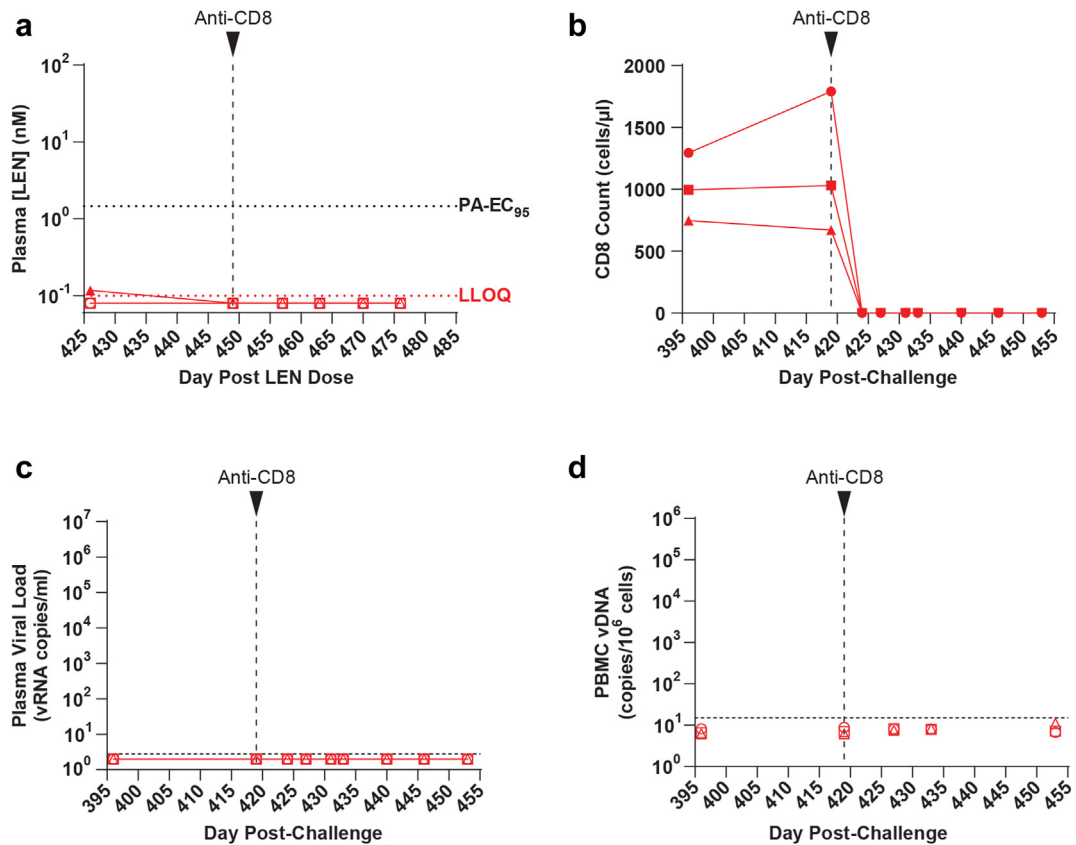 a
Anti-CD8
Plasma [LEN] (nM)
10²
10¹
10⁰
10⁻¹
PA-EC₉₅
LLOQ
425 430 435 440 445 450 455 460 465 470 475 480 485
Day Post LEN Dose
b
Anti-CD8
CD8 Count (cells/µl)
2000
1500
1000
500
0
395 400 405 410 415 420 425 430 435 440 445 450 455
Day Post-Challenge
c
Anti-CD8
Plasma Viral Load
(vRNA copies/ml)
10⁷
10⁶
10⁵
10⁴
10³
10²
10¹
10⁰
395 400 405 410 415 420 425 430 435 440 445 450 455
Day Post-Challenge
d
Anti-CD8
PBMC vDNA
(copies/10⁶ cells)
10⁶
10⁵
10⁴
10³
10²
10¹
10⁰
395 400 405 410 415 420 425 430 435 440 445 450 455
Day Post-Challenge